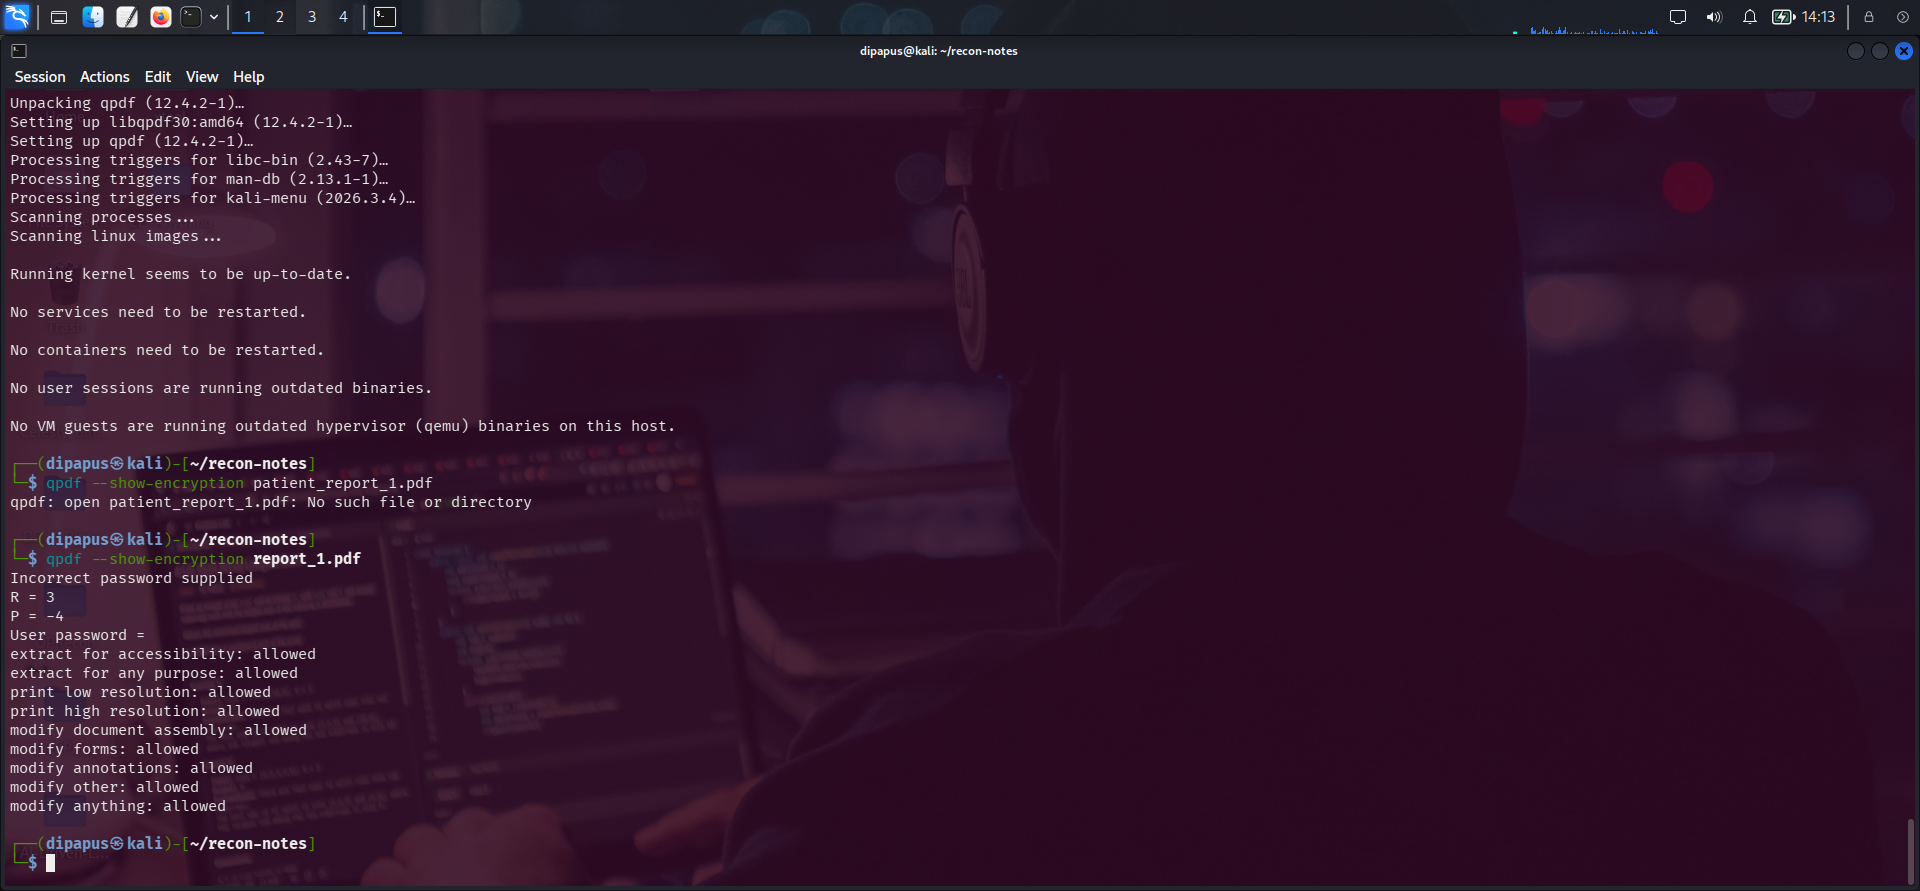 1 2 3 4 14:13
dipapus@kali: ~/recon-notes
Session Actions Edit View Help
Unpacking qpdf (12.4.2-1)…
Setting up libqpdf30:amd64 (12.4.2-1)…
Setting up qpdf (12.4.2-1)…
Processing triggers for libc-bin (2.43-7)…
Processing triggers for man-db (2.13.1-1)…
Processing triggers for kali-menu (2026.3.4)…
Scanning processes...
Scanning linux images...
Running kernel seems to be up-to-date.
No services need to be restarted.
No containers need to be restarted.
No user sessions are running outdated binaries.
No VM guests are running outdated hypervisor (qemu) binaries on this host.
┌──(dipapus㉿kali)-[~/recon-notes]
└─$ qpdf --show-encryption patient_report_1.pdf
qpdf: open patient_report_1.pdf: No such file or directory
┌──(dipapus㉿kali)-[~/recon-notes]
└─$ qpdf --show-encryption report_1.pdf
Incorrect password supplied
R = 3
P = -4
User password =
extract for accessibility: allowed
extract for any purpose: allowed
print low resolution: allowed
print high resolution: allowed
modify document assembly: allowed
modify forms: allowed
modify annotations: allowed
modify other: allowed
modify anything: allowed
┌──(dipapus㉿kali)-[~/recon-notes]
└─$